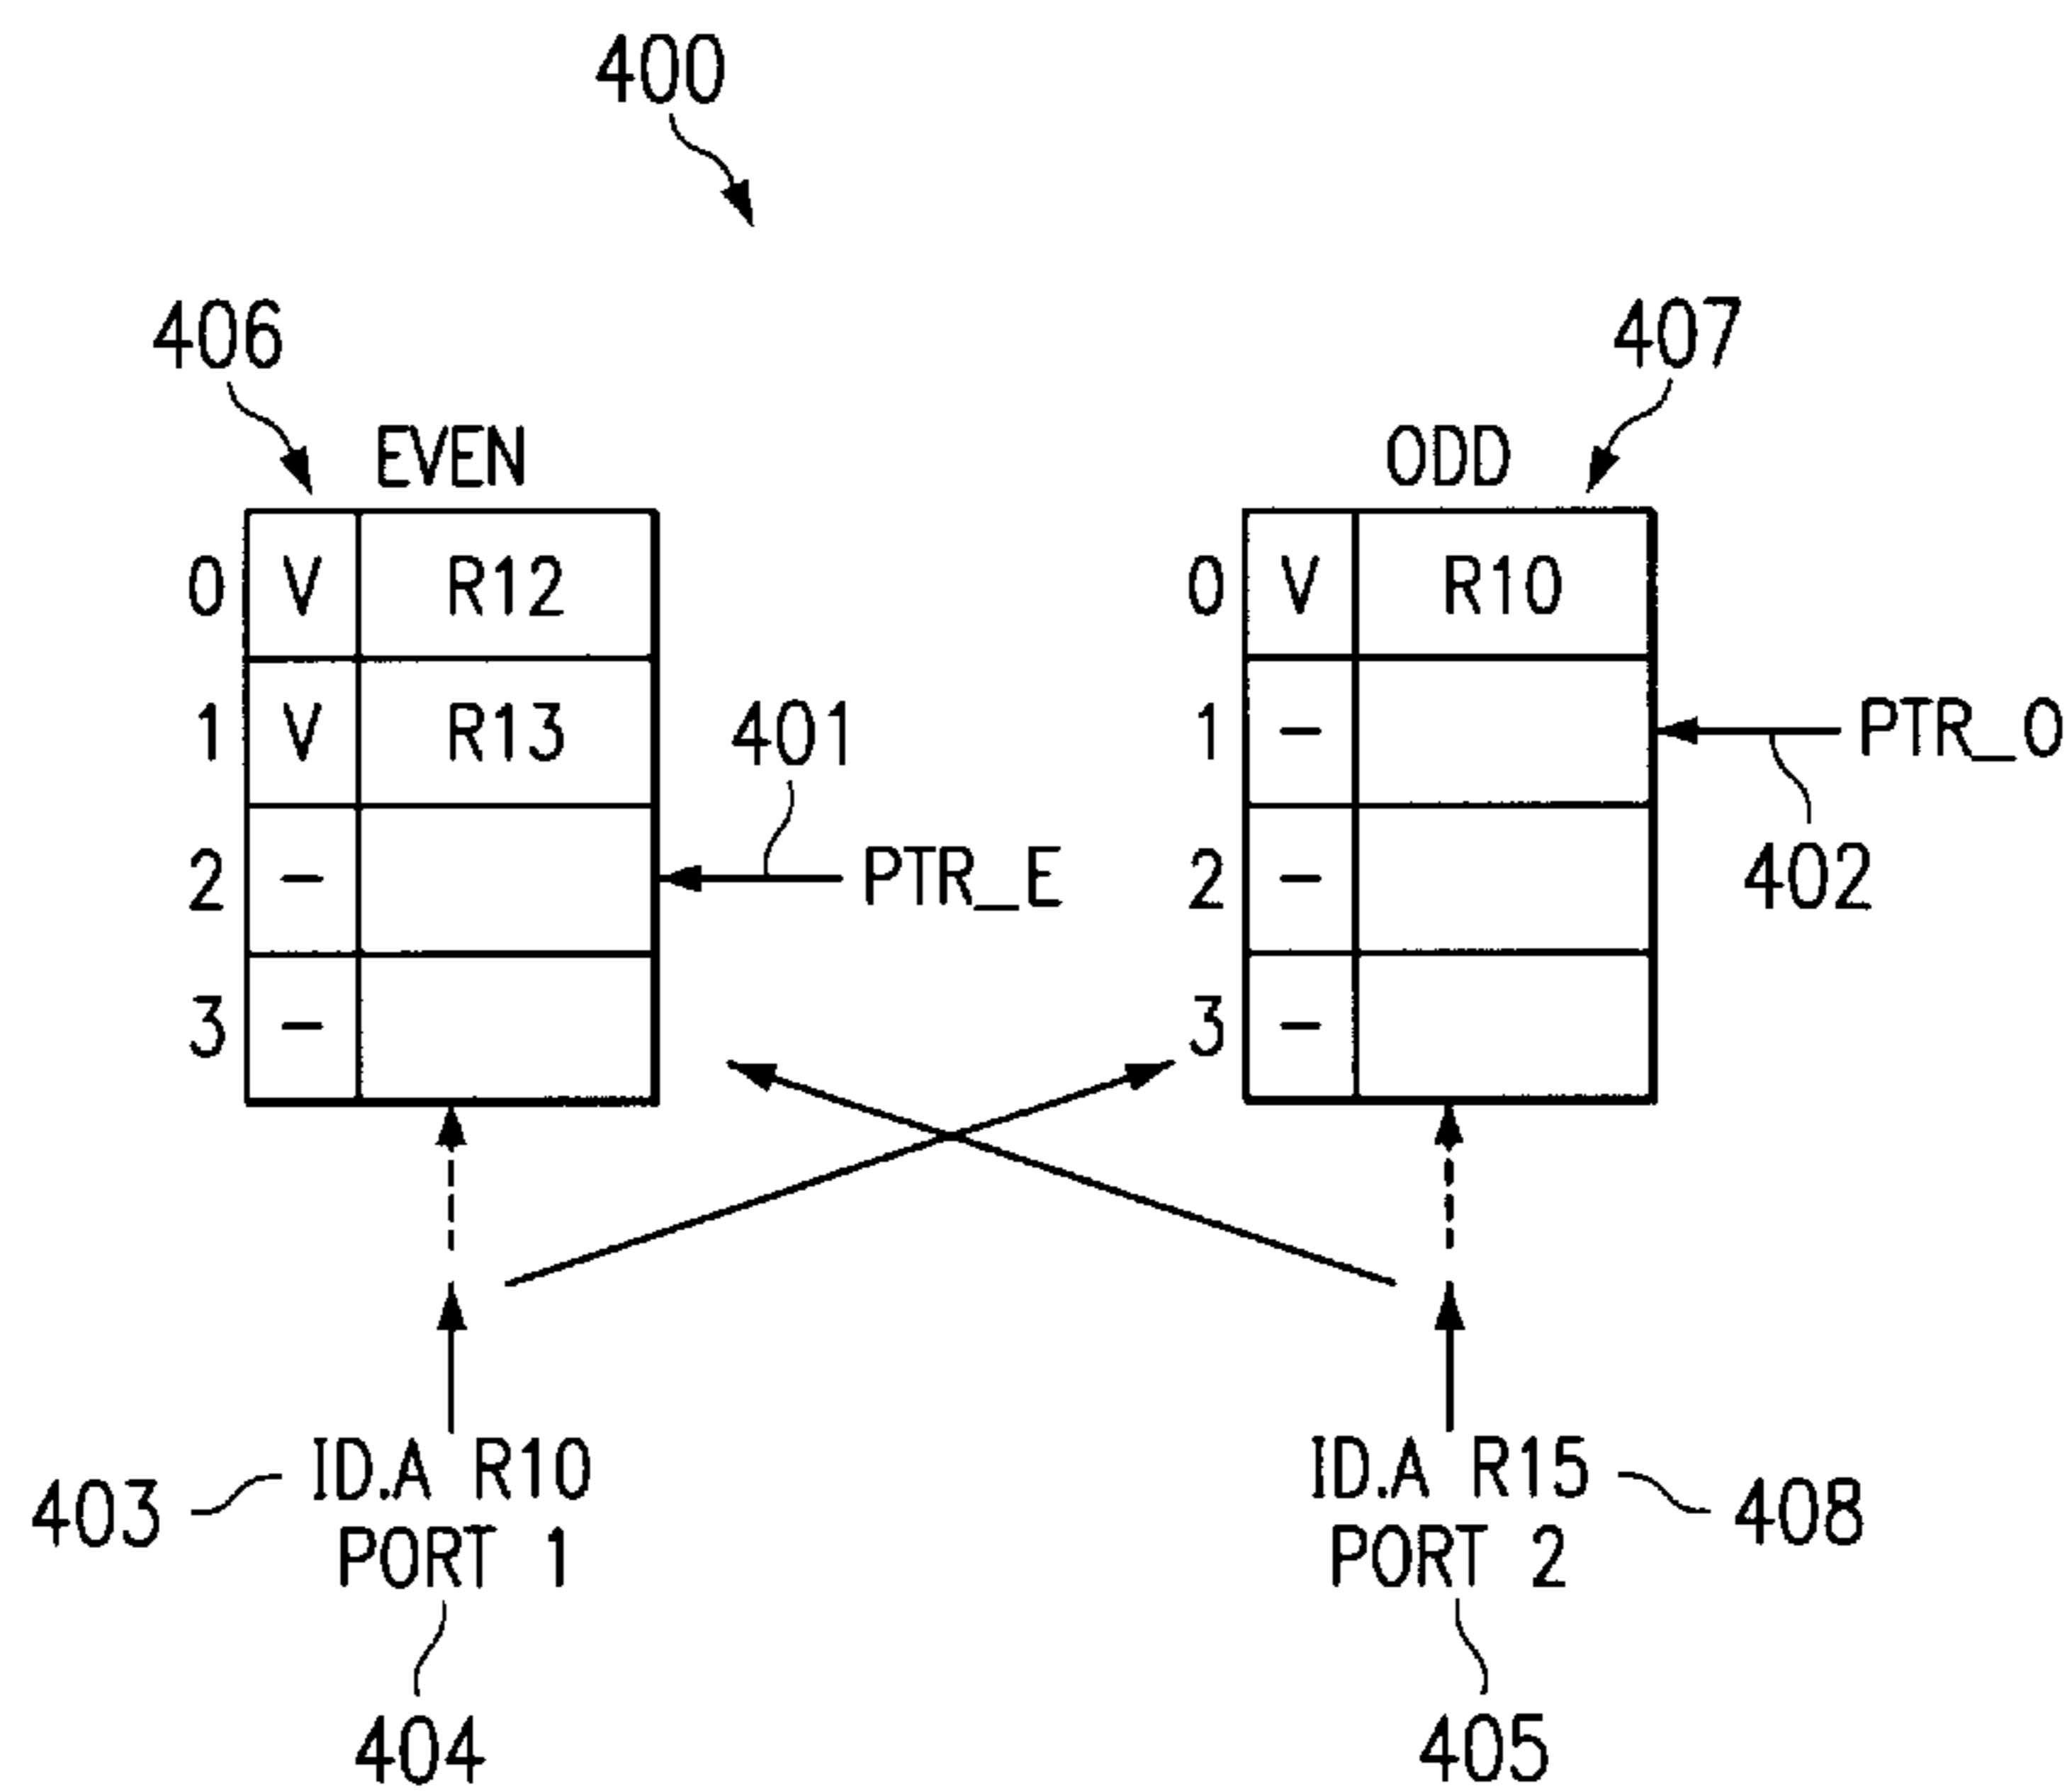 400
406
407
EVEN
ODD
0 V R12
0 V R10
1 V R13
401
1 –
PTR_O
2 –
PTR_E
2 –
402
3 –
3 –
403
ID.A R10
PORT 1
ID.A R15
PORT 2
408
404
405